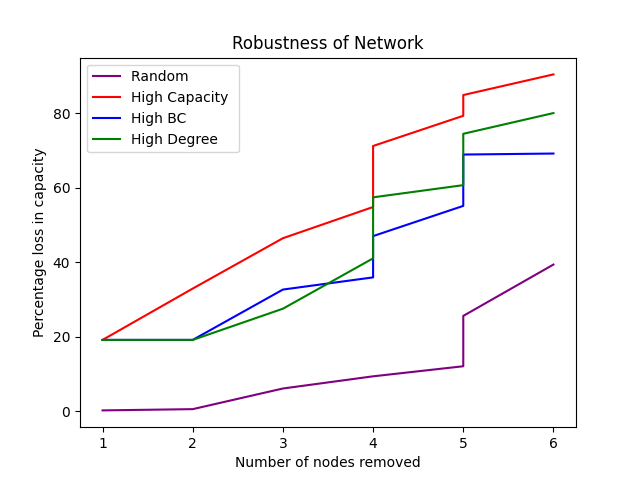 Robustness of Network
Random
High Capacity
High BC
High Degree
Percentage loss in capacity
80
60
40
20
0
1 2 3 4 5 6
Number of nodes removed